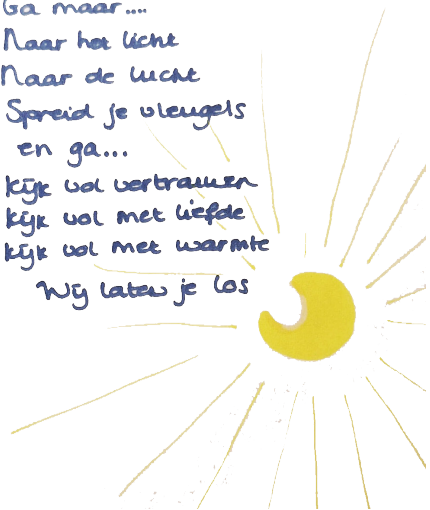 Ga maar....
Naar het licht
Naar de lucht
Spreid je vleugels
en ga...
kijk vol vertrouwen
kijk vol met liefde
kijk vol met warmte
Wij laten je los